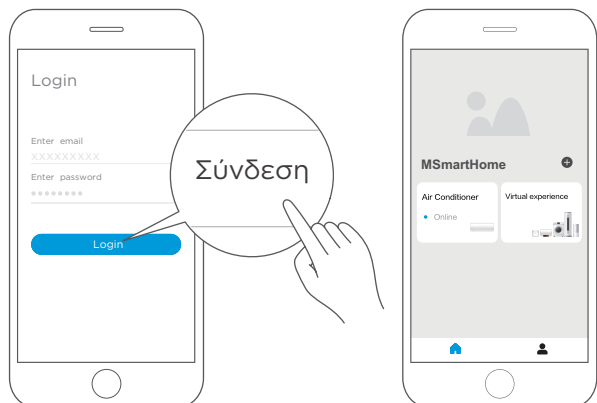 Login
Enter email
XXXXXXXXX
Enter password
Login
Σύνδεση
MSmartHome
Air Conditioner
Online
Virtual experience